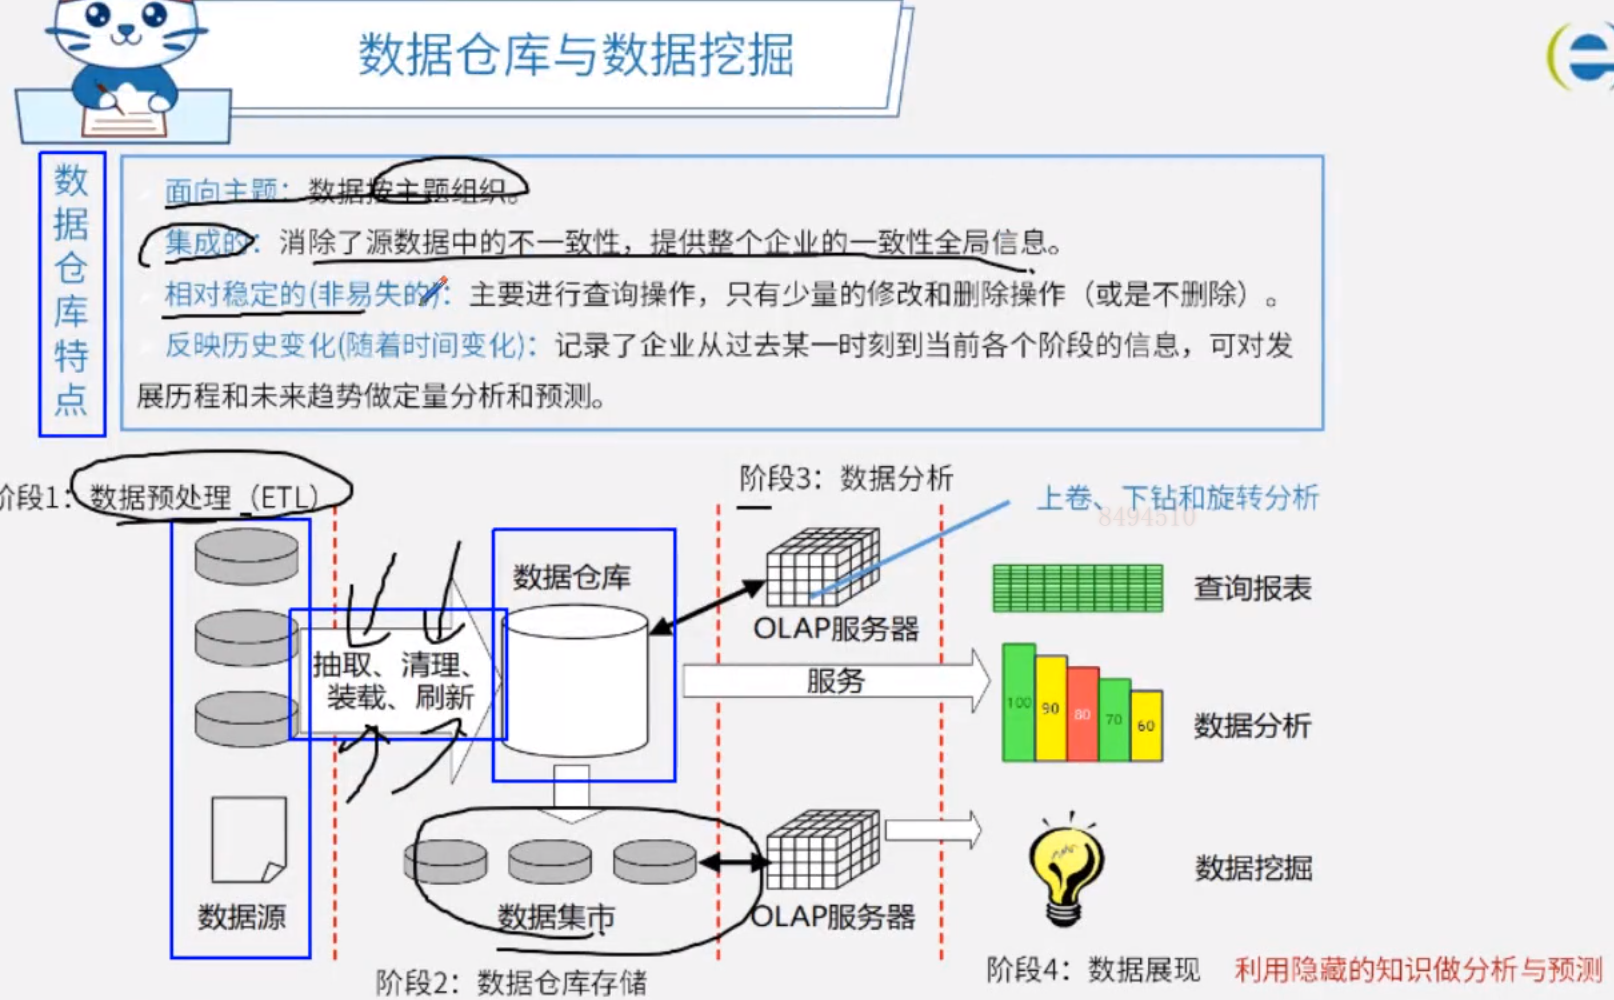 数据仓库与数据挖掘
数据仓库特点
面向主题：数据按主题组织。
集成的：消除了源数据中的不一致性，提供整个企业的一致性全局信息。
相对稳定的(非易失的)：主要进行查询操作，只有少量的修改和删除操作（或是不删除）。
反映历史变化(随着时间变化)：记录了企业从过去某一时刻到当前各个阶段的信息，可对发
展历程和未来趋势做定量分析和预测。
阶段1：数据预处理（ETL）
阶段3：数据分析
上卷、下钻和旋转分析
8494510
数据仓库
查询报表
OLAP服务器
抽取、清理、
装载、刷新
服务
100
90
80
70
60
数据分析
数据挖掘
数据源
数据集市
OLAP服务器
阶段2：数据仓库存储
阶段4：数据展现
利用隐藏的知识做分析与预测